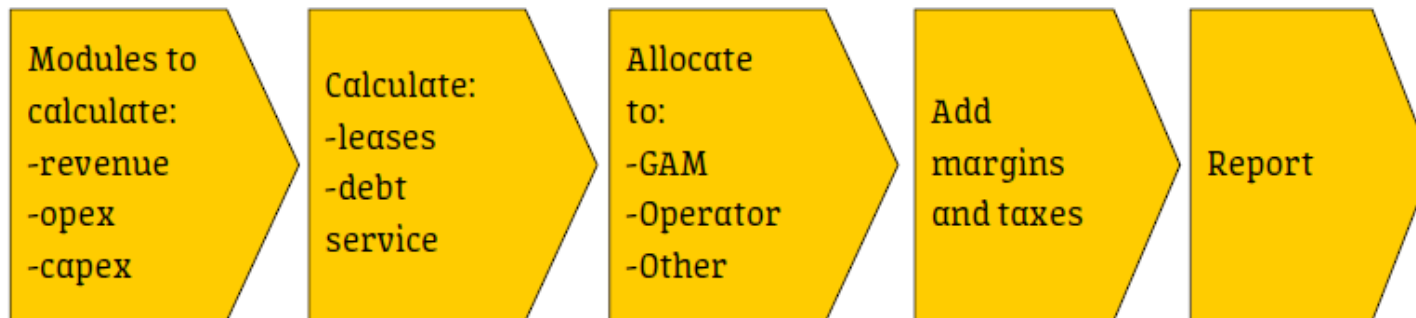 Modules to
calculate:
-revenue
-opex
-capex
Calculate:
-leases
-debt
service
Allocate
to:
-GAM
-Operator
-Other
Add
margins
and taxes
Report